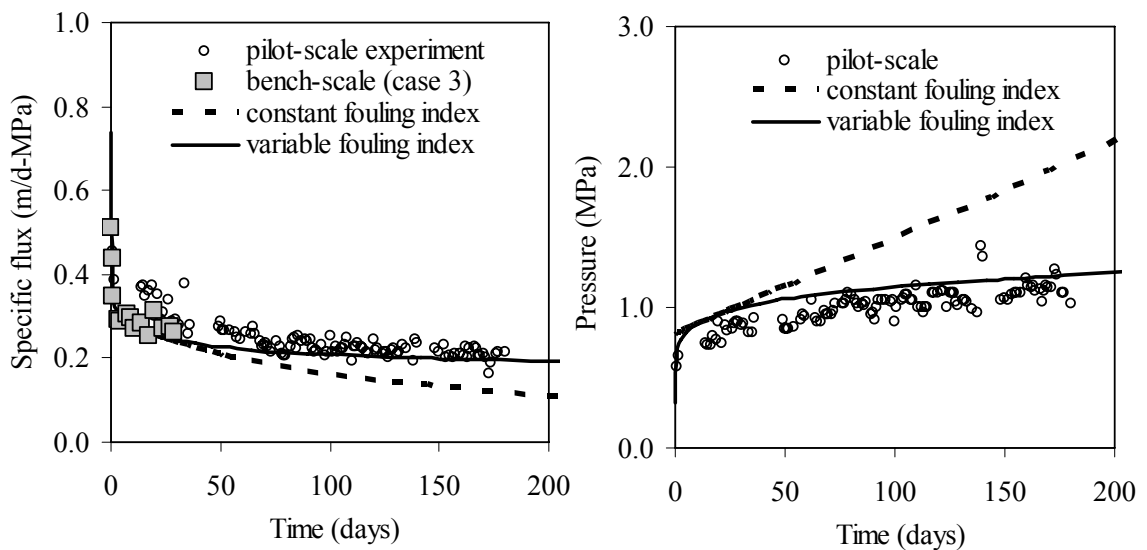 1.0
0.8
0.6
0.4
0.2
0.0
Specific flux (m/d-MPa)
pilot-scale experiment
bench-scale (case 3)
constant fouling index
variable fouling index
0 50 100 150 200
Time (days)
3.0
2.0
1.0
0.0
Pressure (MPa)
pilot-scale
constant fouling index
variable fouling index
0 50 100 150 200
Time (days)